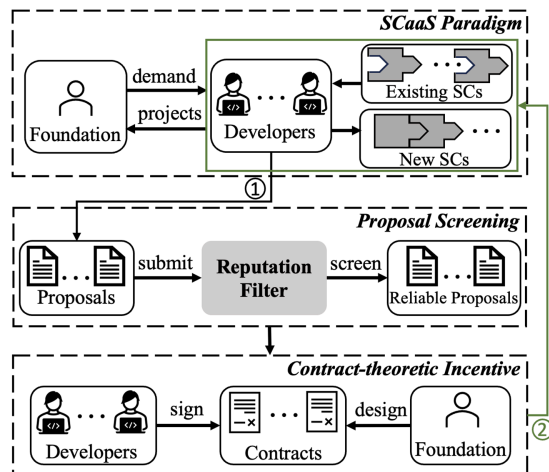 SCaaS Paradigm
demand
projects
Foundation
Developers
Existing SCs
New SCs
①
Proposal Screening
Proposals
submit
Reputation
Filter
screen
Reliable Proposals
Contract-theoretic Incentive
Developers
sign
Contracts
design
Foundation
②